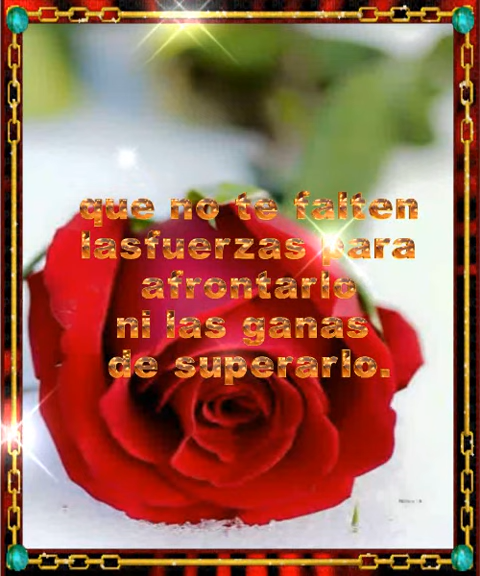 que no te falten
lasfuerzas para
afrontarlo
ni las ganas
de superarlo.